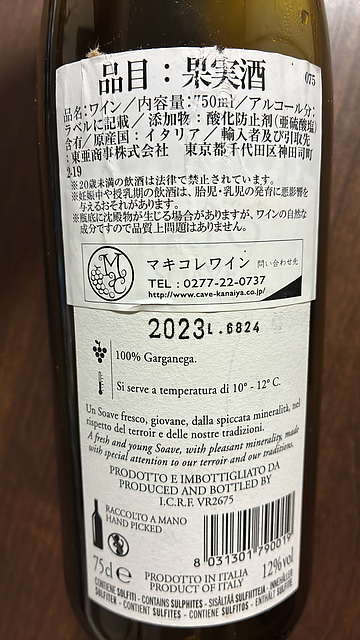 品目：果実酒
075
品名：ワイン／内容量：750ml／アルコール分：
ラベルに記載／添加物：酸化防止剤（亜硫酸塩）
含有／原産国：イタリア／輸入者及び引取先
：東亜商事株式会社　東京都千代田区神田司町
2-19
※20歳未満の飲酒は法律で禁止されています。
※妊娠中や授乳期の飲酒は、胎児・乳児の発育に悪影響を
与えるおそれがあります。
※瓶底に沈殿物が生じる場合がありますが、ワインの自然な
成分ですので品質上問題はありません。
マキコレワイン 問い合わせ先
TEL：0277-22-0737
http://www.cave-kanaiya.co.jp/
2023L.6824
100% Garganega.
Si serve a temperatura di 10° - 12° C.
Un Soave fresco, giovane, dalla spiccata mineralità, nel
rispetto del terroir e delle nostre tradizioni.
A fresh and young Soave, with pleasant minerality, made
with special attention to our terroir and our traditions.
PRODOTTO E IMBOTTIGLIATO DA
PRODUCED AND BOTTLED BY
I.C.R.F. VR2675
RACCOLTO A MANO
HAND PICKED
8 031301 790019
75cl e
PRODOTTO IN ITALIA
PRODUCT OF ITALY
12%vol
CONTIENE SOLFITI - CONTAINS SULPHITES - SISÄLTÄÄ SULFIITTEJA - INNEHÅLLER
SULFITER - CONTIENT SULFITES - CONTIENE SULFITOS - ENTHÄLT SULFITE